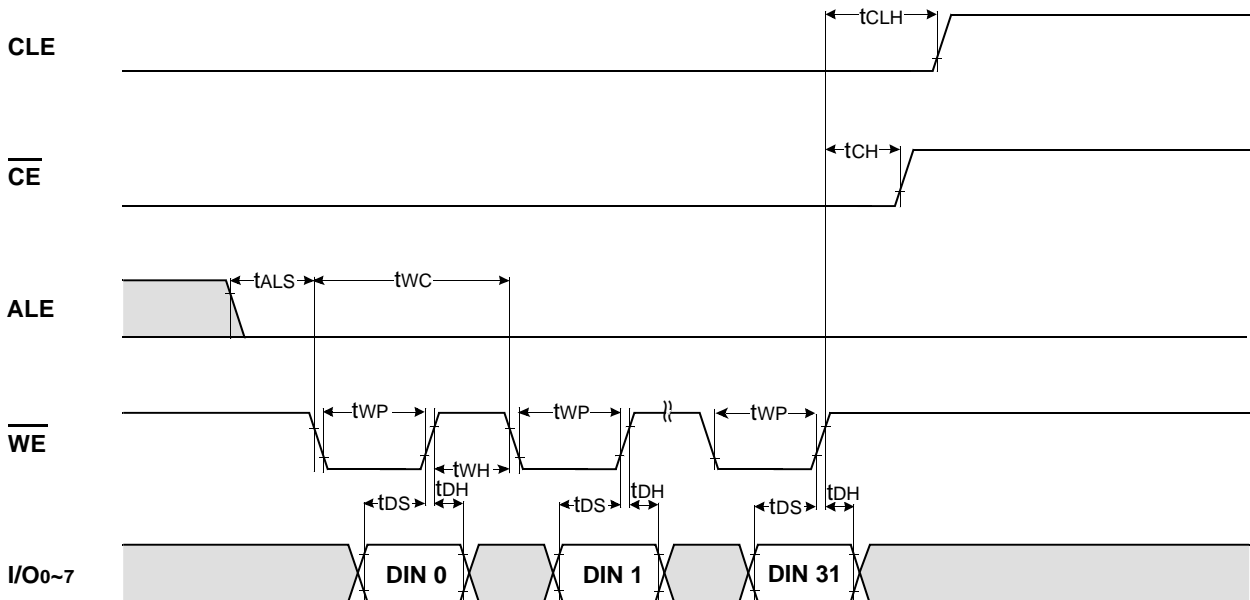 tCLH
CLE
tCH
CE
tALS
tWC
ALE
tWP
tWP
tWP
WE
tWH
tDS
tDH
tDS
tDH
tDS
tDH
I/O0~7
DIN 0
DIN 1
DIN 31